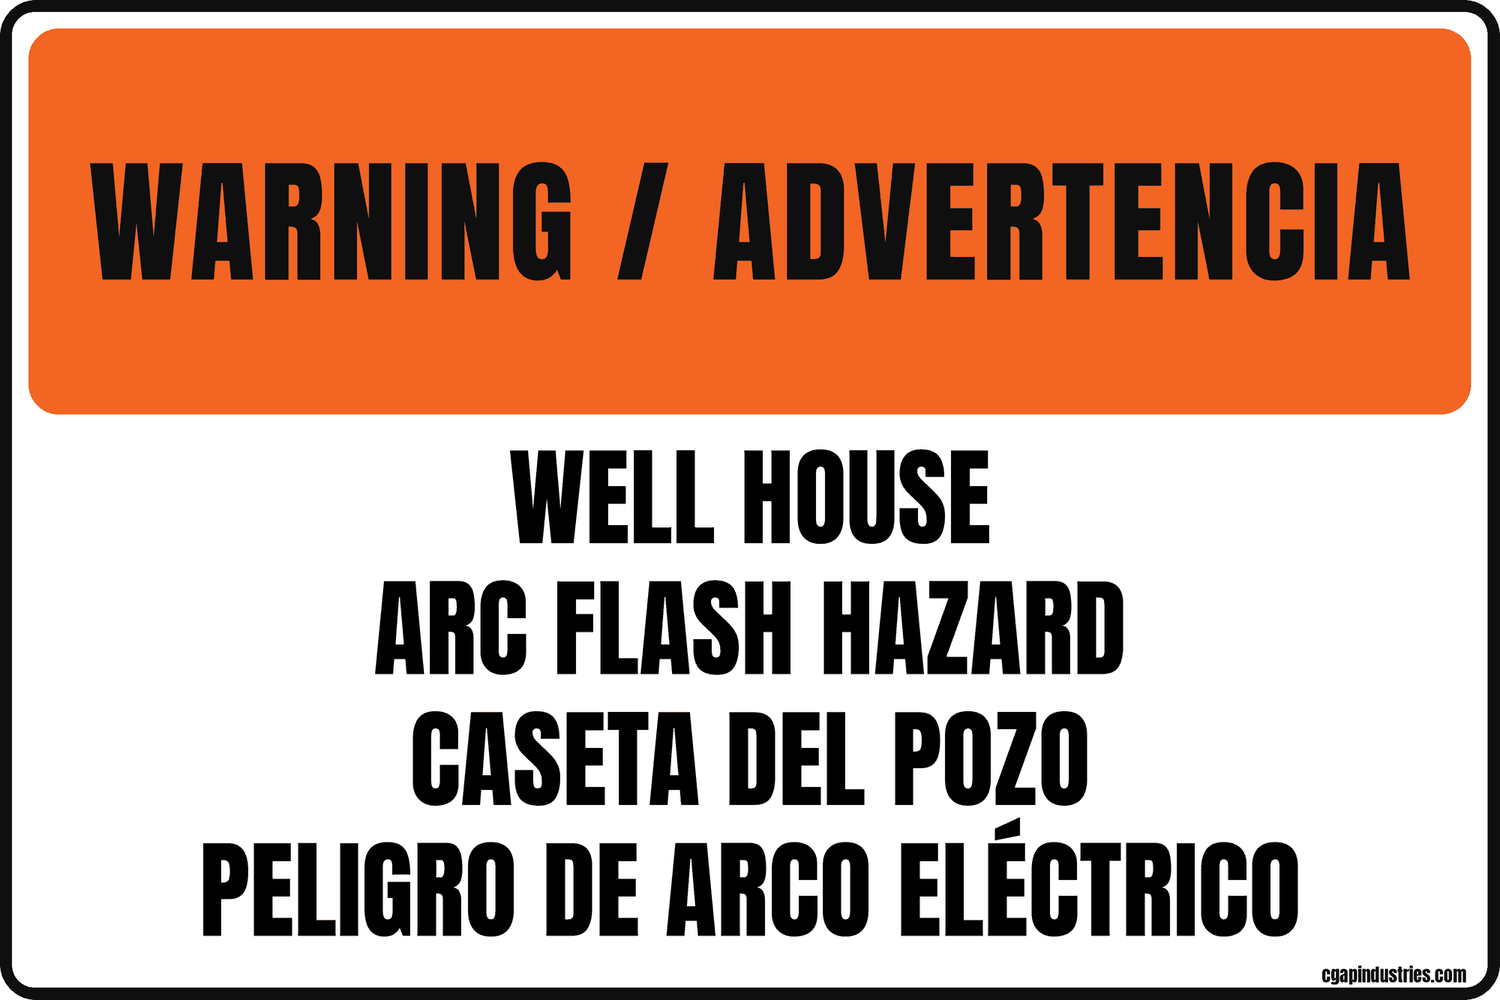 WARNING / ADVERTENCIA
WELL HOUSE
ARC FLASH HAZARD
CASETA DEL POZO
PELIGRO DE ARCO ELÉCTRICO
cgapindustries.com